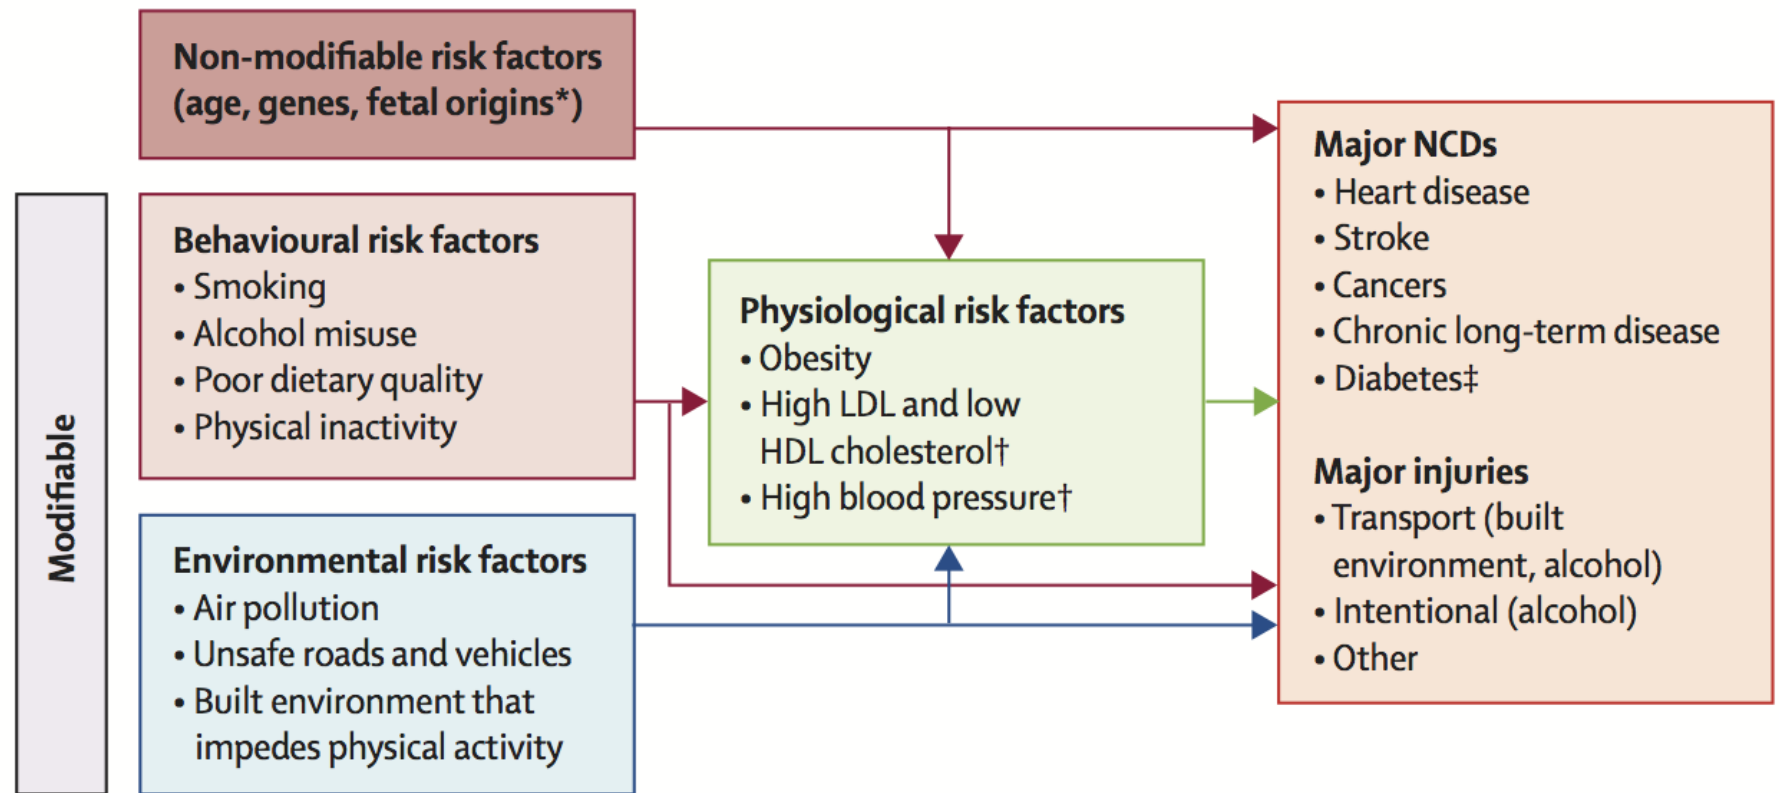 Non-modifiable risk factors
(age, genes, fetal origins*)
Modifiable
Behavioural risk factors
• Smoking
• Alcohol misuse
• Poor dietary quality
• Physical inactivity
Environmental risk factors
• Air pollution
• Unsafe roads and vehicles
• Built environment that
impedes physical activity
Physiological risk factors
• Obesity
• High LDL and low
HDL cholesterol†
• High blood pressure†
Major NCDs
• Heart disease
• Stroke
• Cancers
• Chronic long-term disease
• Diabetes‡
Major injuries
• Transport (built
environment, alcohol)
• Intentional (alcohol)
• Other